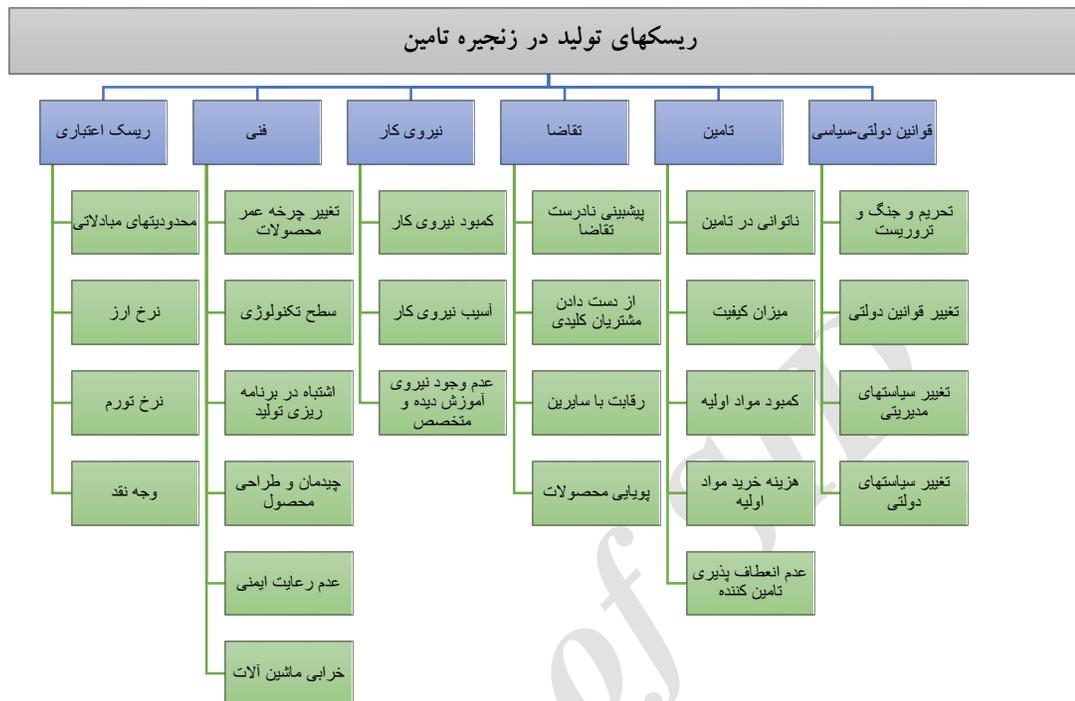 ریسکهای تولید در زنجیره تامین
قوانین دولتی-سیاسی
تحریم و جنگ و
تروریست
تغییر قوانین دولتی
تغییر سیاستهای
مدیریتی
تغییر سیاستهای
دولتی
تامین
ناتوانی در تامین
میزان کیفیت
کمبود مواد اولیه
هزینه خرید مواد
اولیه
عدم انعطاف پذیری
تامین کننده
تقاضا
پیشبینی نادرست
تقاضا
از دست دادن
مشتریان کلیدی
رقابت با سایرین
پویایی محصولات
نیروی کار
کمبود نیروی کار
آسیب نیروی کار
عدم وجود نیروی
آموزش دیده و
متخصص
فنی
تغییر چرخه عمر
محصولات
سطح تکنولوژی
اشتباه در برنامه
ریزی تولید
چیدمان و طراحی
محصول
عدم رعایت ایمنی
خرابی ماشین آلات
ریسک اعتباری
محدودیتهای مبادلاتی
نرخ ارز
نرخ تورم
وجه نقد
of SID